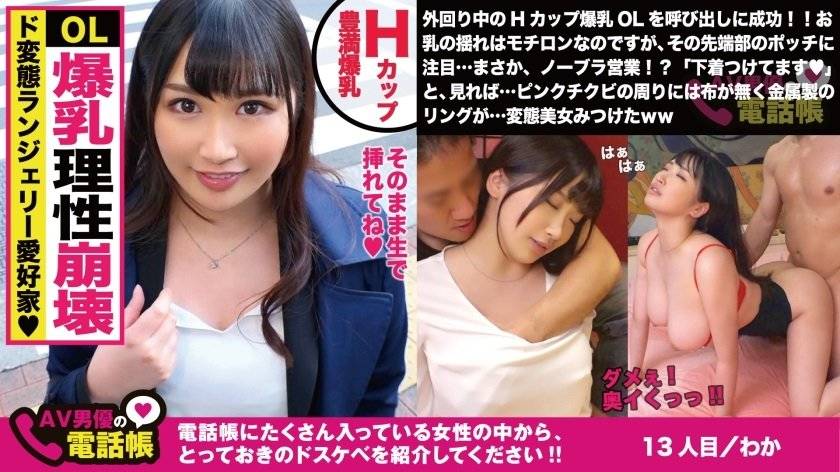 OL
爆乳理性崩壊
ド変態ランジェリー愛好家♥
Hカップ
豊満爆乳
そのまま生で
挿れてね♥
外回り中のHカップ爆乳OLを呼び出しに成功!!お
乳の揺れはモチロンなのですが、その先端部のポッチに
注目…まさか、ノーブラ営業!?「下着つけてます♥」
と、見れば…ピンクチクビの周りには布が無く金属製の
リングが…変態美女みつけたww
はぁ
はぁ
ダメぇ!
奥イくっっ!!
AV男優の
電話帳
電話帳にたくさん入っている女性の中から、
とっておきのドスケベを紹介してください!!
13人目/わか